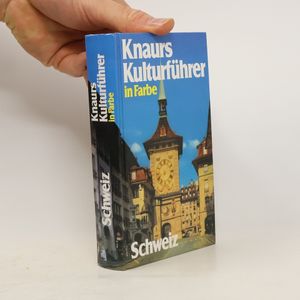 Knaurs
Kulturführer
in Farbe
Schweiz
Knaurs
Kulturführer
in Farbe
Schweiz